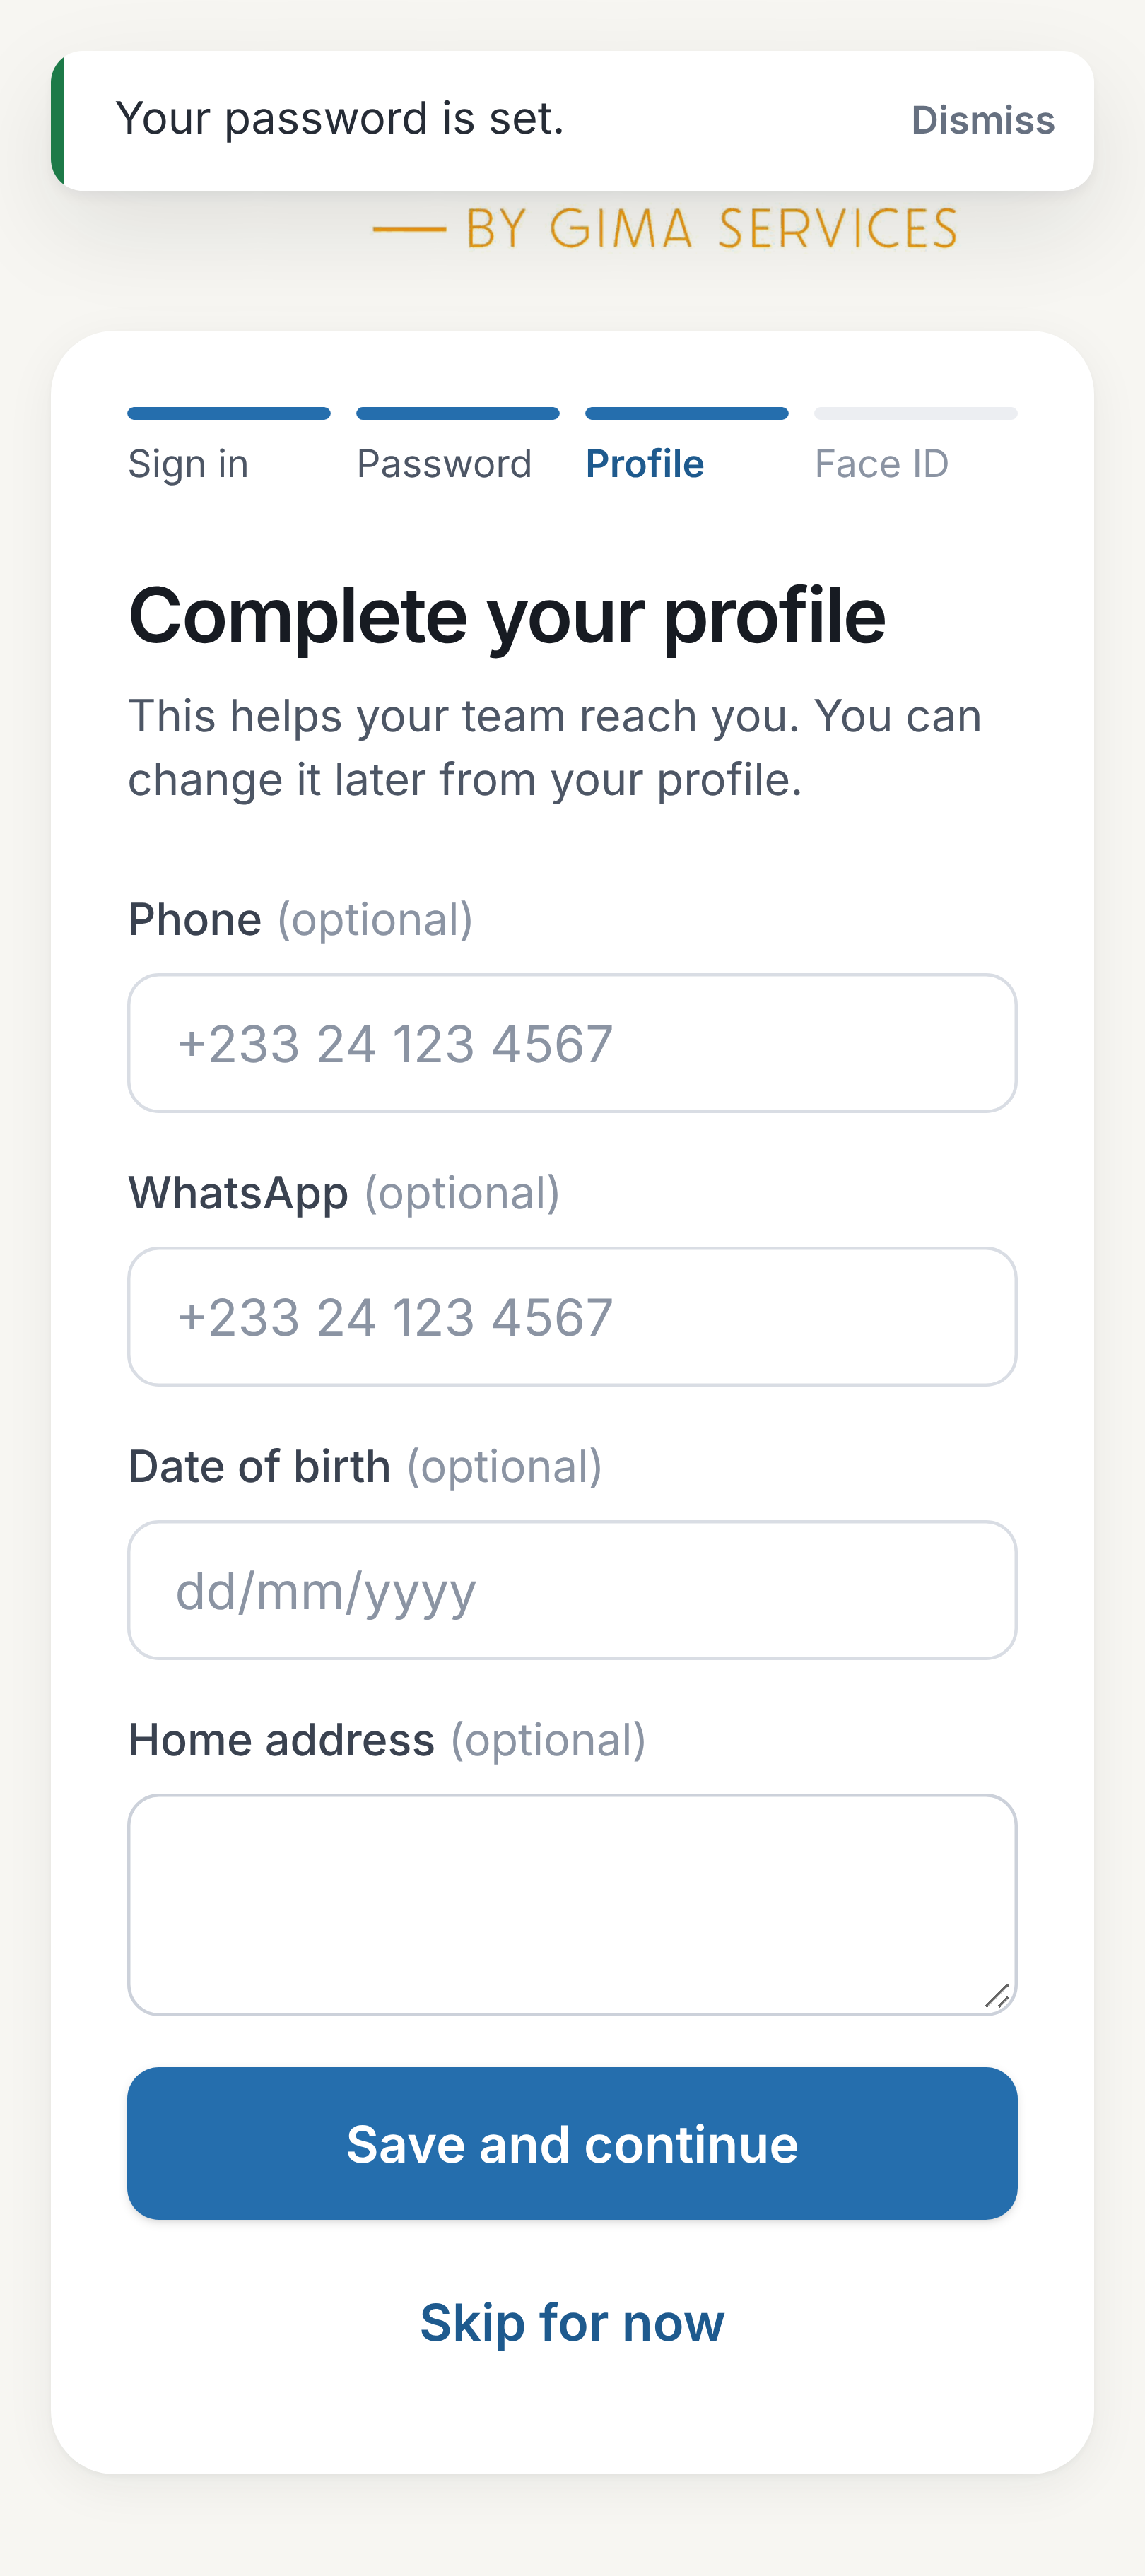 Your password is set.
Dismiss
BY GIMA SERVICES
Sign in
Password
Profile
Face ID
Complete your profile
This helps your team reach you. You can
change it later from your profile.
Phone (optional)
+233 24 123 4567
WhatsApp (optional)
+233 24 123 4567
Date of birth (optional)
dd/mm/yyyy
Home address (optional)
Save and continue
Skip for now